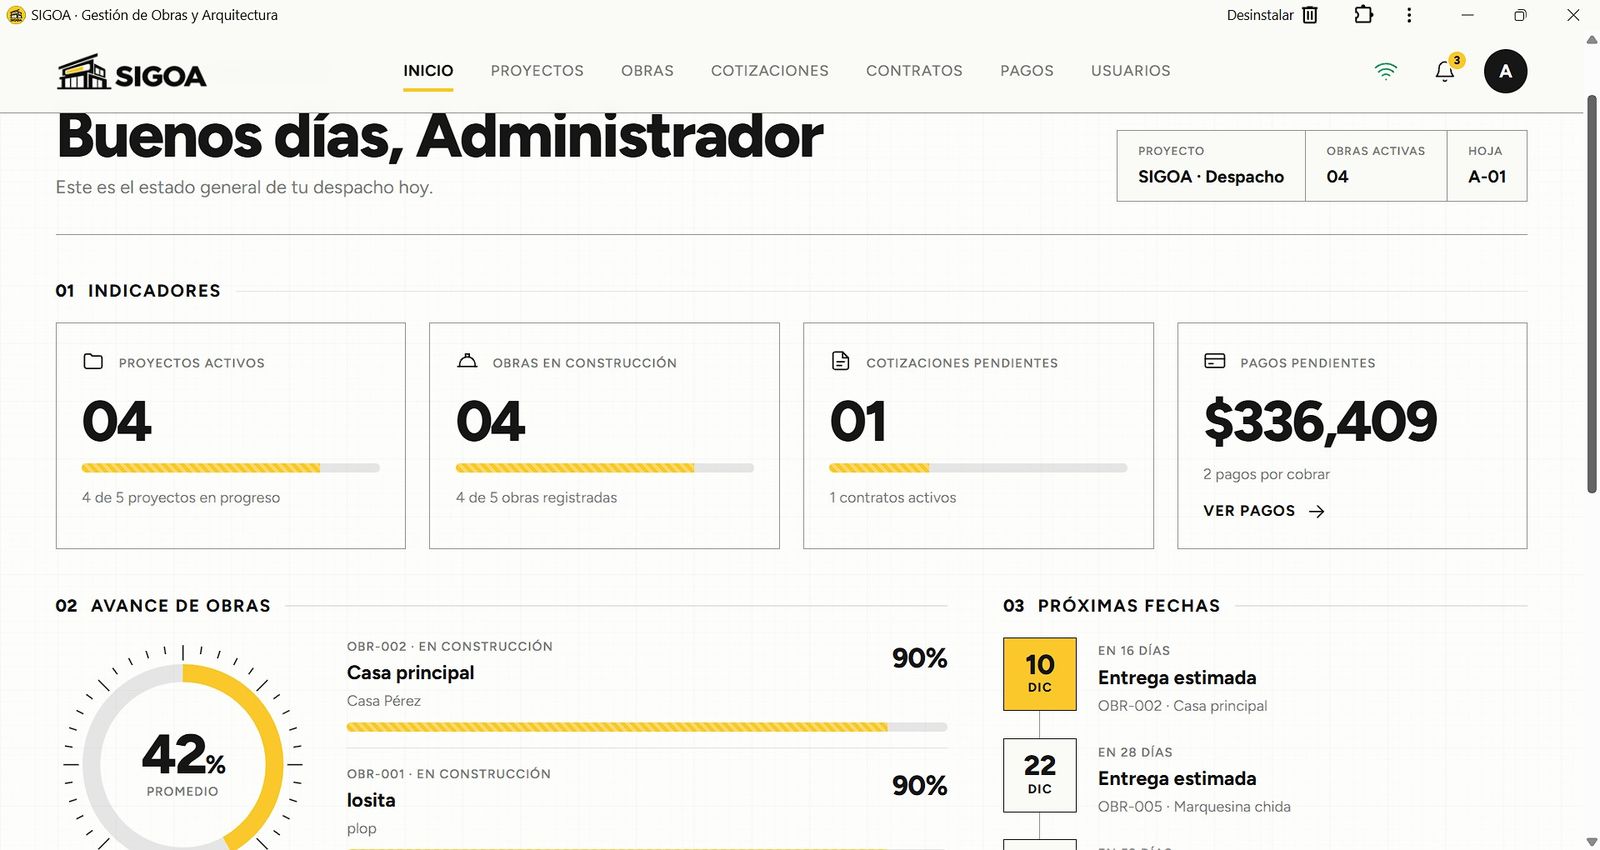 SIGOA · Gestión de Obras y Arquitectura
Desinstalar
SIGOA
INICIO
PROYECTOS
OBRAS
COTIZACIONES
CONTRATOS
PAGOS
USUARIOS
3
A
Buenos días, Administrador
Este es el estado general de tu despacho hoy.
PROYECTO
SIGOA · Despacho
OBRAS ACTIVAS
04
HOJA
A-01
01 INDICADORES
PROYECTOS ACTIVOS
04
4 de 5 proyectos en progreso
OBRAS EN CONSTRUCCIÓN
04
4 de 5 obras registradas
COTIZACIONES PENDIENTES
01
1 contratos activos
PAGOS PENDIENTES
$336,409
2 pagos por cobrar
VER PAGOS
02 AVANCE DE OBRAS
42%
PROMEDIO
OBR-002 · EN CONSTRUCCIÓN
Casa principal
Casa Pérez
90%
OBR-001 · EN CONSTRUCCIÓN
losita
plop
90%
03 PRÓXIMAS FECHAS
10
DIC
EN 16 DÍAS
Entrega estimada
OBR-002 · Casa principal
22
DIC
EN 28 DÍAS
Entrega estimada
OBR-005 · Marquesina chida